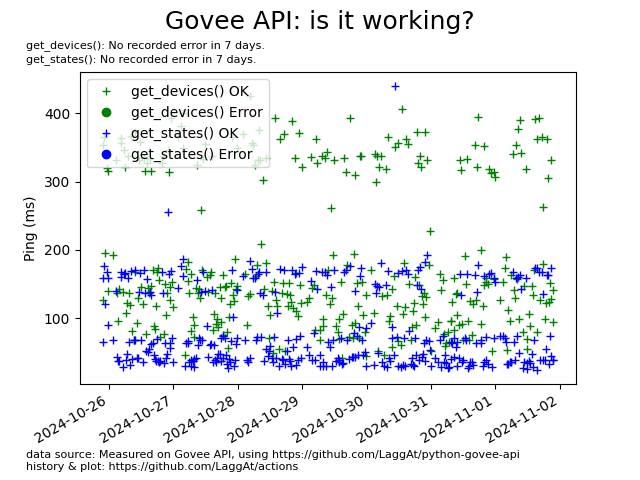 Govee API: is it working?
get_devices(): No recorded error in 7 days.
get_states(): No recorded error in 7 days.
get_devices() OK
get_devices() Error
get_states() OK
get_states() Error
400
300
200
100
Ping (ms)
2024-10-26
2024-10-27
2024-10-28
2024-10-29
2024-10-30
2024-10-31
2024-11-01
2024-11-02
data source: Measured on Govee API, using https://github.com/LaggAt/python-govee-api
history & plot: https://github.com/LaggAt/actions